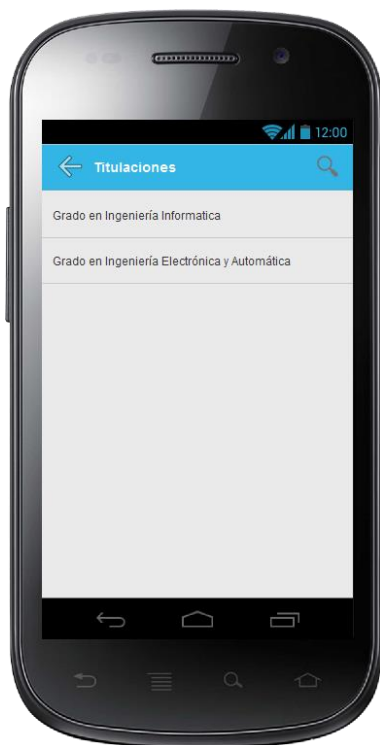 12:00
Titulaciones
Grado en Ingeniería Informatica
Grado en Ingeniería Electrónica y Automática